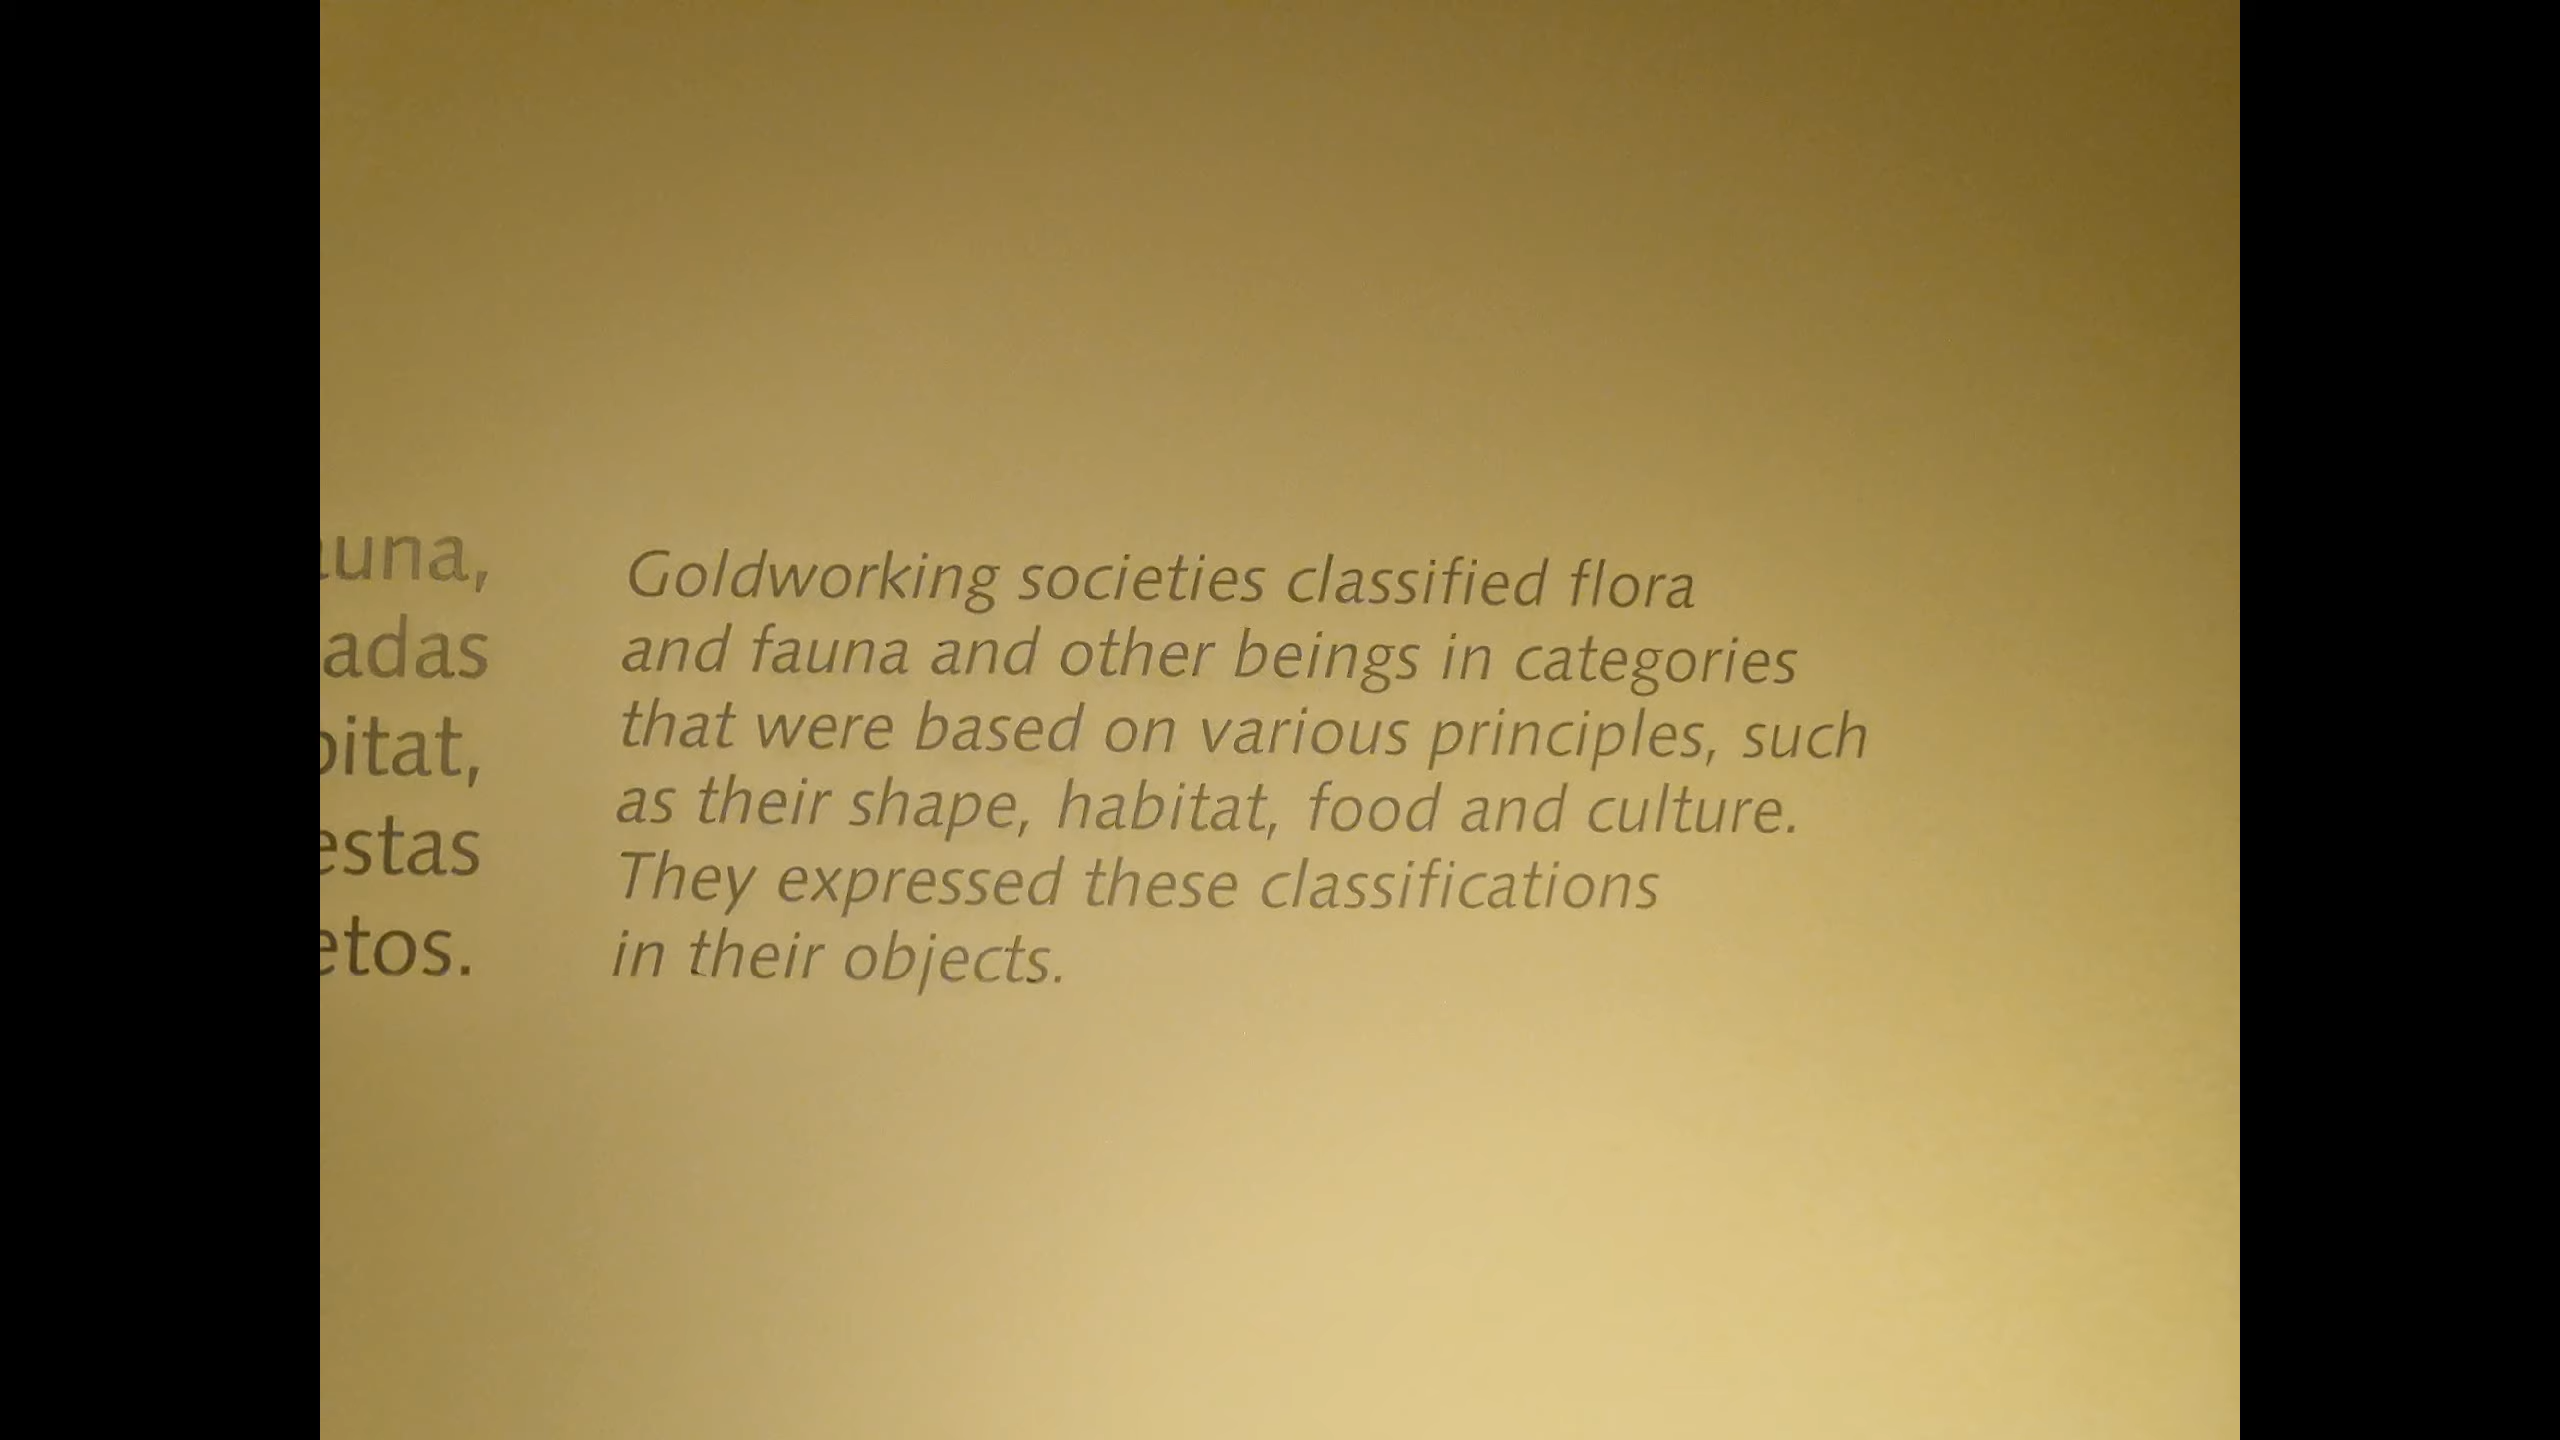 Goldworking societies classified flora
and fauna and other beings in categories
that were based on various principles, such
as their shape, habitat, food and culture.
They expressed these classifications
in their objects.